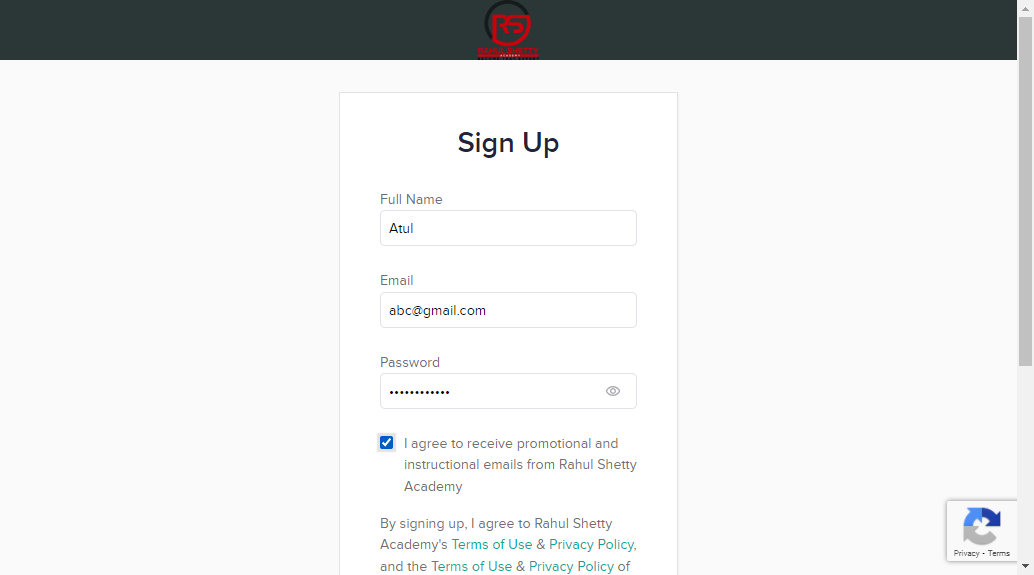 RS
RAHUL SHETTY
Sign Up
Full Name
Atul
Email
abc@gmail.com
Password
I agree to receive promotional and
instructional emails from Rahul Shetty
Academy
By signing up, I agree to Rahul Shetty
Academy's Terms of Use & Privacy Policy,
and the Terms of Use & Privacy Policy of
Privacy - Terms